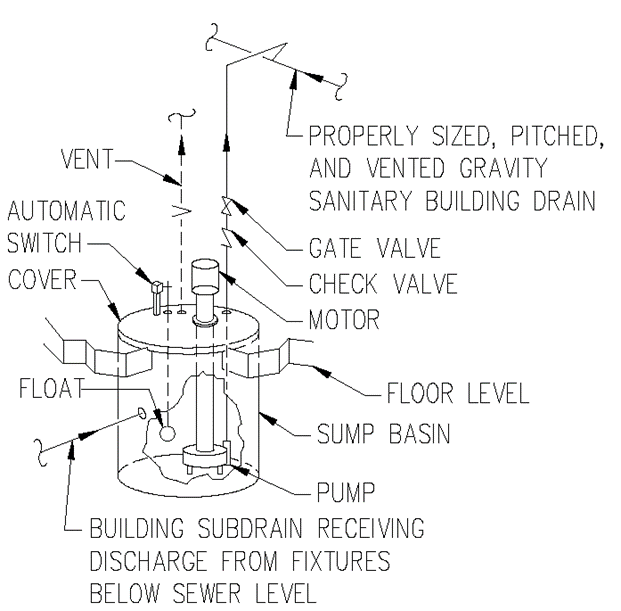 PROPERLY SIZED, PITCHED,
AND VENTED GRAVITY
SANITARY BUILDING DRAIN
VENT
AUTOMATIC
SWITCH
GATE VALVE
COVER
CHECK VALVE
MOTOR
FLOAT
FLOOR LEVEL
SUMP BASIN
PUMP
BUILDING SUBDRAIN RECEIVING
DISCHARGE FROM FIXTURES
BELOW SEWER LEVEL